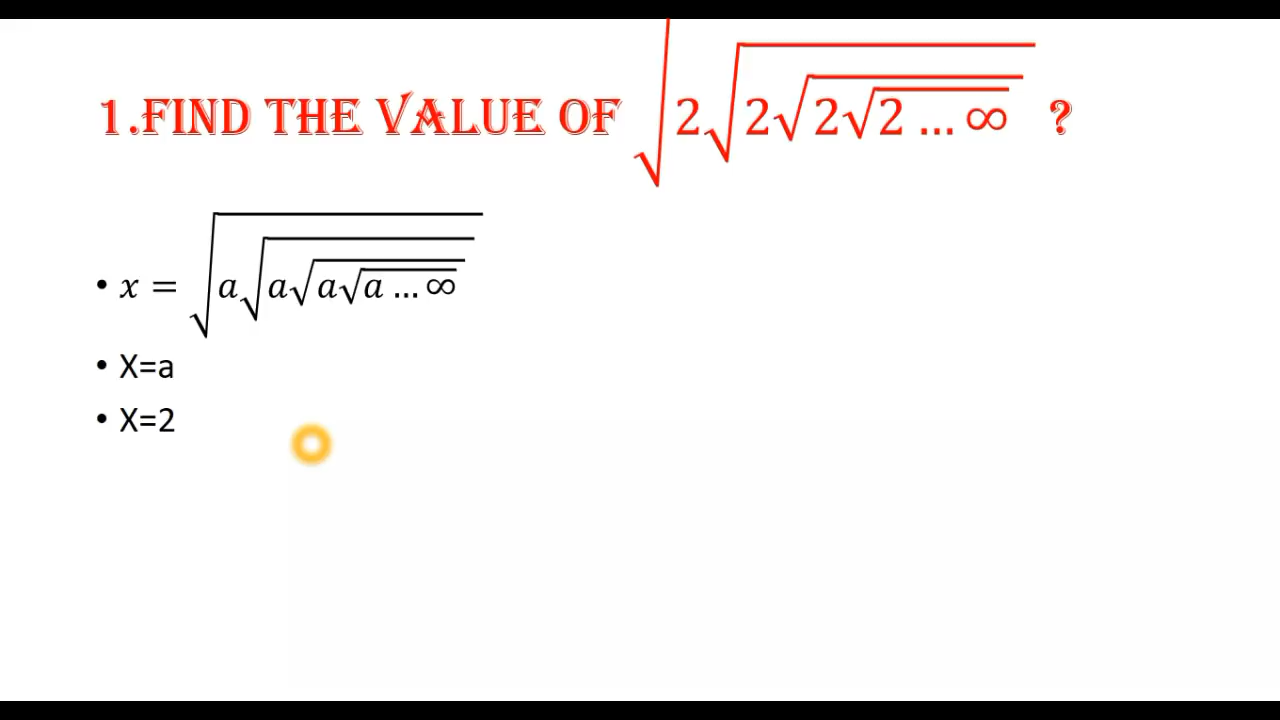 1.FIND THE VALUE OF √2√2√2√2 … ∞ ?
• x = √a√a√a√a … ∞
• X=a
• X=2